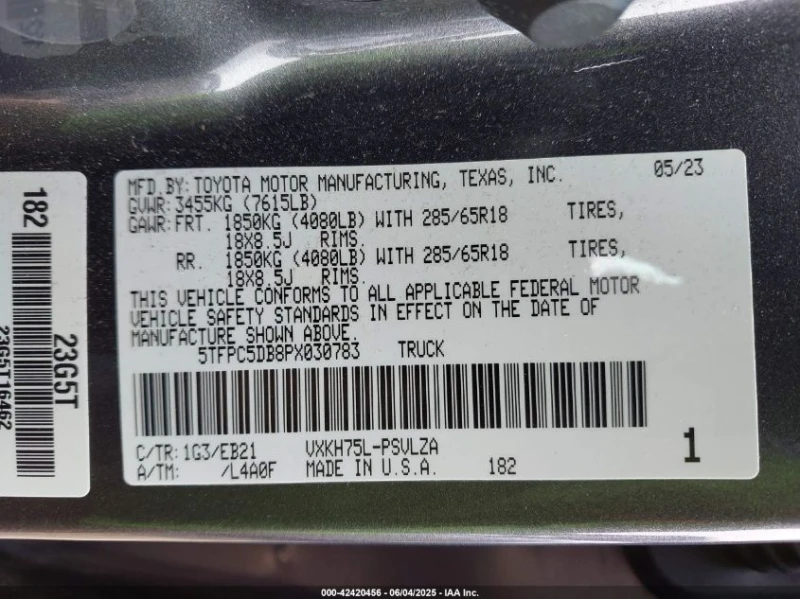 MFD.BY: TOYOTA MOTOR MANUFACTURING, TEXAS, INC. 05/23
GVWR: 3455KG (7615LB)
GAWR: FRT. 1850KG (4080LB) WITH 285/65R18 TIRES,
18X8.5J RIMS.
RR. 1850KG (4080LB) WITH 285/65R18 TIRES,
18X8.5J RIMS.
THIS VEHICLE CONFORMS TO ALL APPLICABLE FEDERAL MOTOR
VEHICLE SAFETY STANDARDS IN EFFECT ON THE DATE OF
MANUFACTURE SHOWN ABOVE.
5TFPC5DB8PX030783 TRUCK
C/TR: 1G3/EB21 VXKH75L-PSVLZA
A/TM: /L4A0F MADE IN U.S.A. 182
1
182
23G5T
23G5T16462
000-42420456 - 06/04/2025 - IAA Inc.